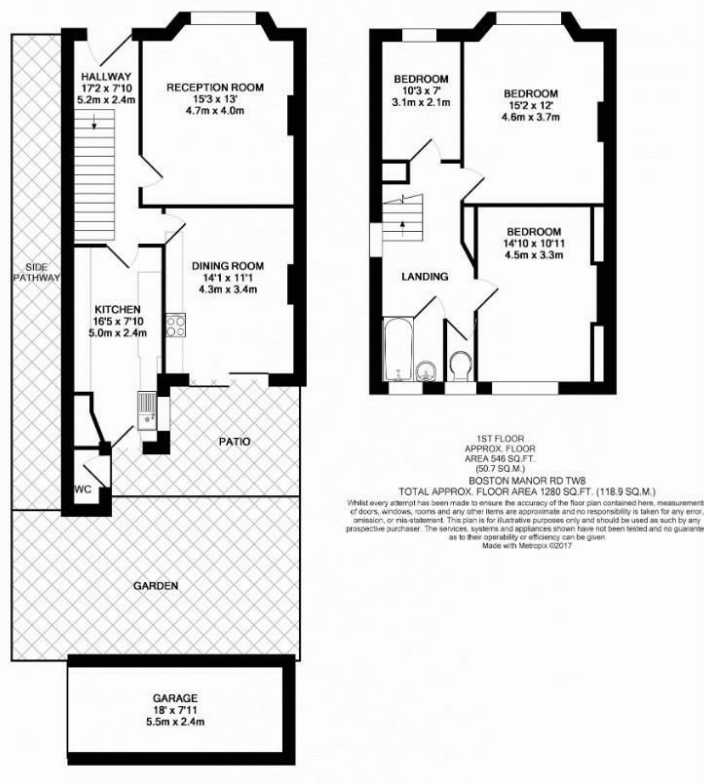 HALLWAY
17'2 x 7'10
5.2m x 2.4m
RECEPTION ROOM
15'3 x 13'
4.7m x 4.0m
SIDE
PATHWAY
DINING ROOM
14'1 x 11'1
4.3m x 3.4m
KITCHEN
16'5 x 7'10
5.0m x 2.4m
PATIO
WC
GARDEN
GARAGE
18' x 7'11
5.5m x 2.4m
BEDROOM
10'3 x 7'
3.1m x 2.1m
BEDROOM
15'2 x 12'
4.6m x 3.7m
BEDROOM
14'10 x 10'11
4.5m x 3.3m
LANDING
1ST FLOOR
APPROX. FLOOR
AREA 546 SQ.FT.
(50.7 SQ.M.)
BOSTON MANOR RD TW8
TOTAL APPROX. FLOOR AREA 1280 SQ.FT. (118.9 SQ.M.)
Whilst every attempt has been made to ensure the accuracy of the floor plan contained here, measurements
of doors, windows, rooms and any other items are approximate and no responsibility is taken for any error,
omission, or mis-statement. This plan is for illustrative purposes only and should be used as such by any
prospective purchaser. The services, systems and appliances shown have not been tested and no guarantee
as to their operability or efficiency can be given
Made with Metropix ©2017